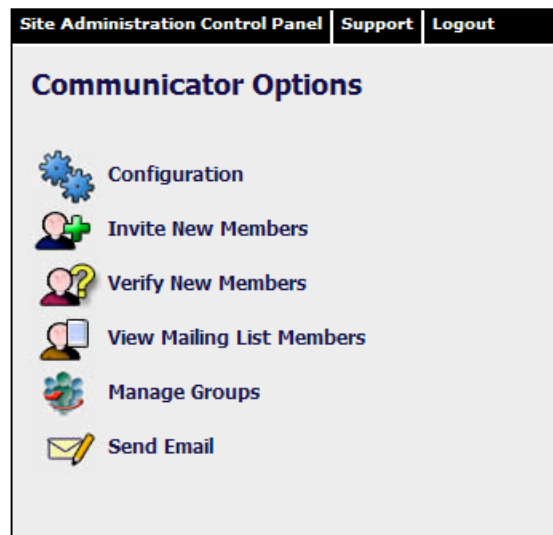 Site Administration Control Panel Support Logout
Communicator Options
Configuration
Invite New Members
Verify New Members
View Mailing List Members
Manage Groups
Send Email